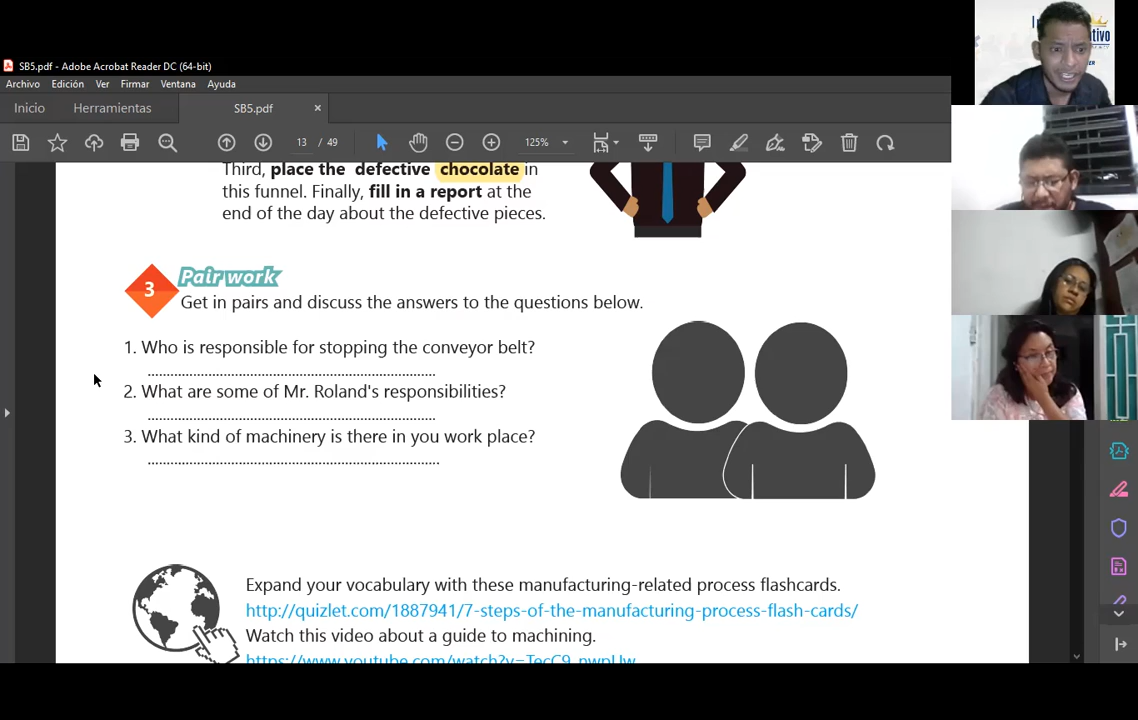 SB5.pdf - Adobe Acrobat Reader DC (64-bit)
Archivo Edición Ver Firmar Ventana Ayuda
Inicio Herramientas SB5.pdf ×
13 / 49 125%
Third, place the defective chocolate in
this funnel. Finally, fill in a report at the
end of the day about the defective pieces.
3 Pair work
Get in pairs and discuss the answers to the questions below.
1. Who is responsible for stopping the conveyor belt?
2. What are some of Mr. Roland's responsibilities?
3. What kind of machinery is there in you work place?
Expand your vocabulary with these manufacturing-related process flashcards.
http://quizlet.com/1887941/7-steps-of-the-manufacturing-process-flash-cards/
Watch this video about a guide to machining.